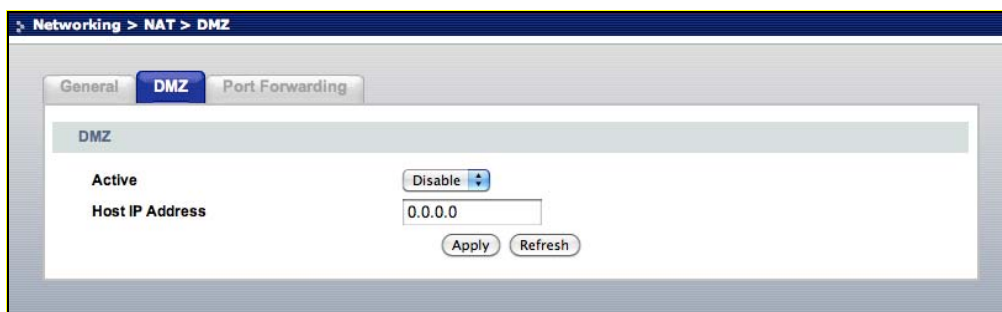 Networking > NAT > DMZ
General DMZ Port Forwarding
DMZ
Active Disable
Host IP Address 0.0.0.0
Apply Refresh